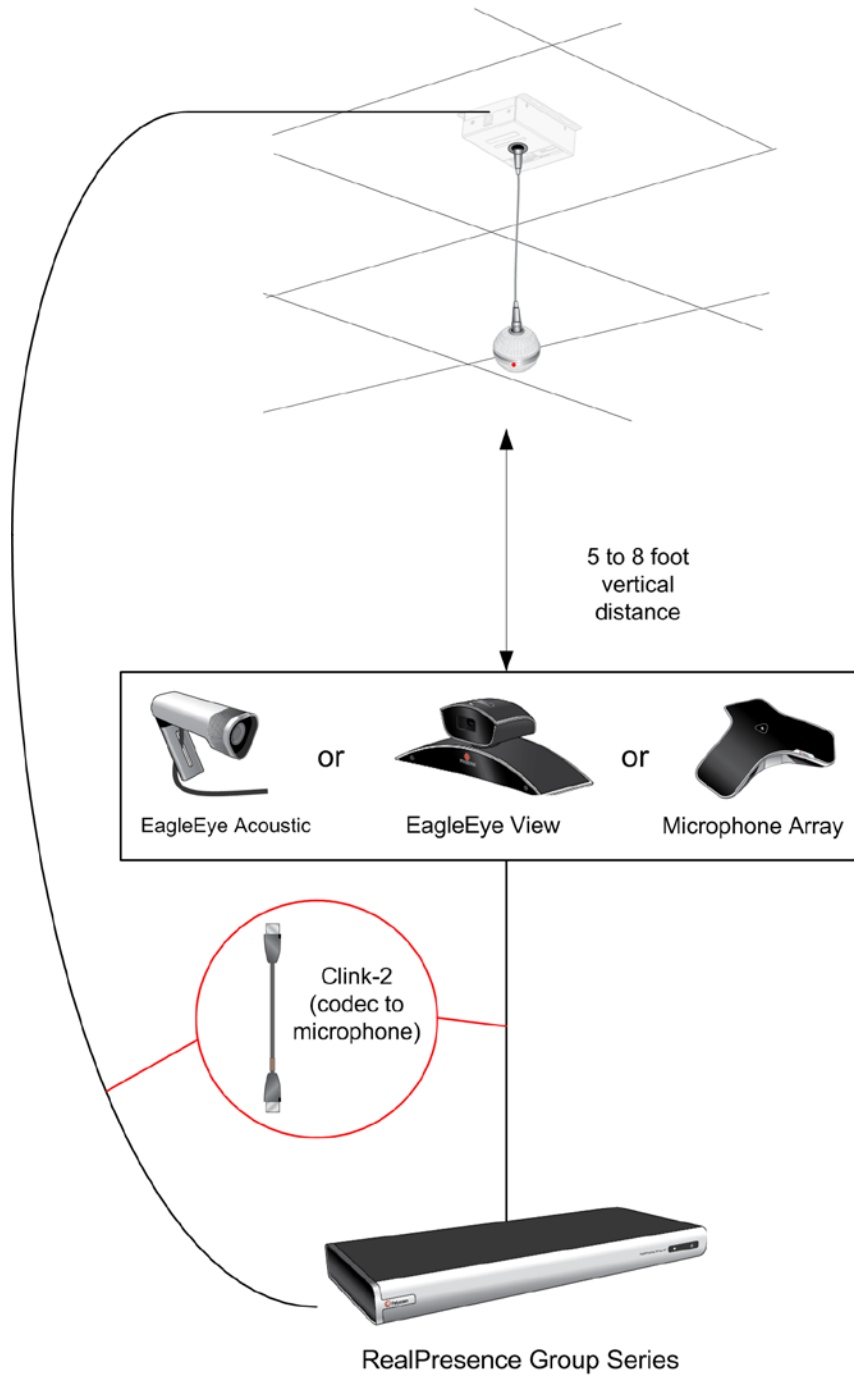 5 to 8 foot
vertical
distance
or
or
EagleEye Acoustic
EagleEye View
Microphone Array
Clink-2
(codec to
microphone)
Polycom
RealPresence Group Series